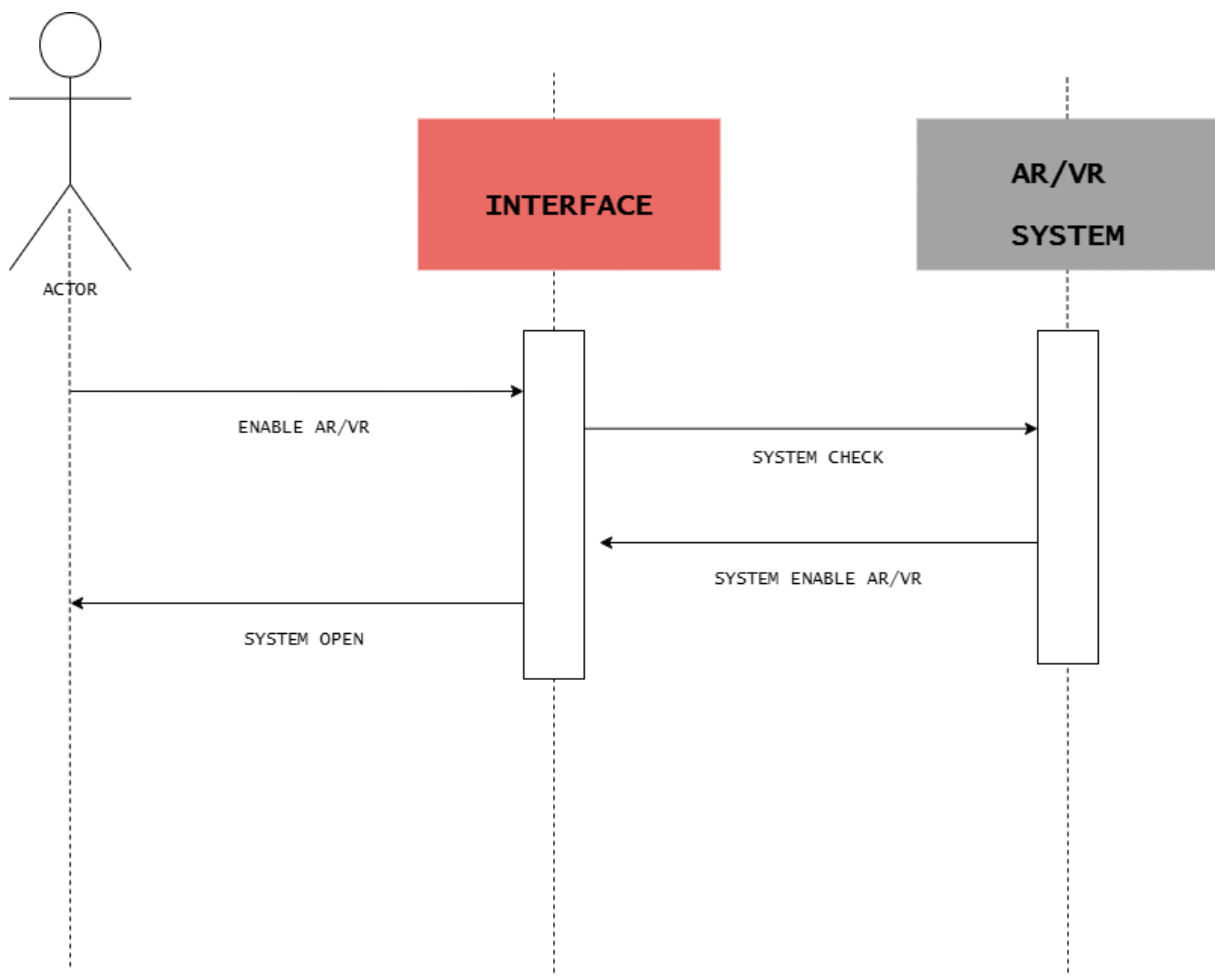 INTERFACE
AR/VR
SYSTEM
ACTOR
ENABLE AR/VR
SYSTEM CHECK
SYSTEM ENABLE AR/VR
SYSTEM OPEN